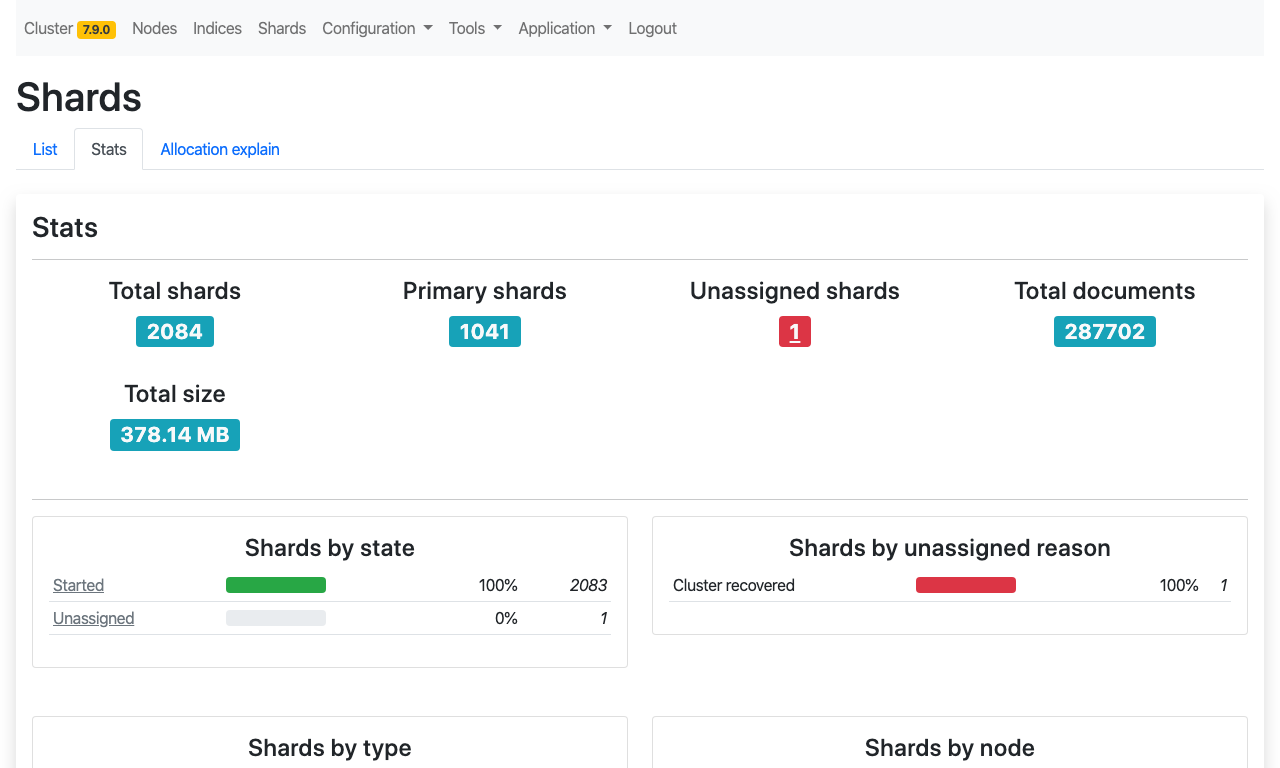 Cluster 7.9.0 Nodes Indices Shards Configuration Tools Application Logout
Shards
List Stats Allocation explain
Stats
Total shards Primary shards Unassigned shards Total documents
2084 1041 1 287702
Total size
378.14 MB
Shards by state
Started 100% 2083
Unassigned 0% 1
Shards by unassigned reason
Cluster recovered 100% 1
Shards by type
Shards by node